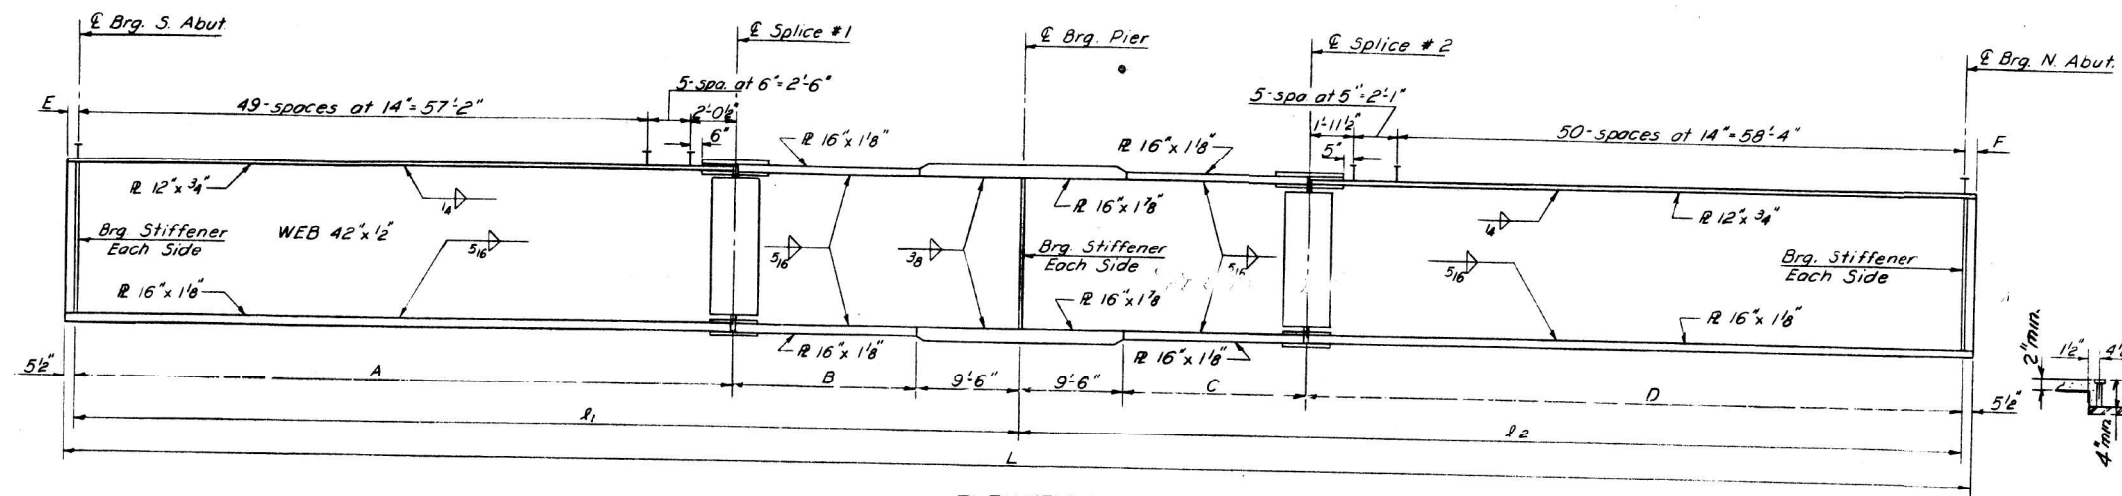 ℄ Brg. S. Abut.
℄ Splice #1
℄ Brg. Pier
℄ Splice #2
℄ Brg. N. Abut.
5-spa. at 6"=2'-6"
5-spa at 5"=2'-1"
E
49-spaces at 14"=57'-2"
2'-0½"
6"
1'-11½"
5"
50-spaces at 14"=58'-4"
F
℞ 16"x 1⅛"
℞ 16"x 1⅛"
℞ 12"x ¾"
¼
℞ 16"x 1⅞"
¼
℞ 12"x ¾"
Brg. Stiffener
Each Side
WEB 42"x ½"
5/16
5/16
3/8
Brg. Stiffener
Each Side
5/16
5/16
Brg. Stiffener
Each Side
℞ 16"x 1⅛"
℞ 16"x 1⅞
℞ 16"x 1⅛"
℞ 16"x 1⅛"
℞ 16"x 1⅛"
5½"
A
B
9'-6"
9'-6"
C
D
5½"
2"min.
1½"
4"min.
ℓ1
ℓ2
L